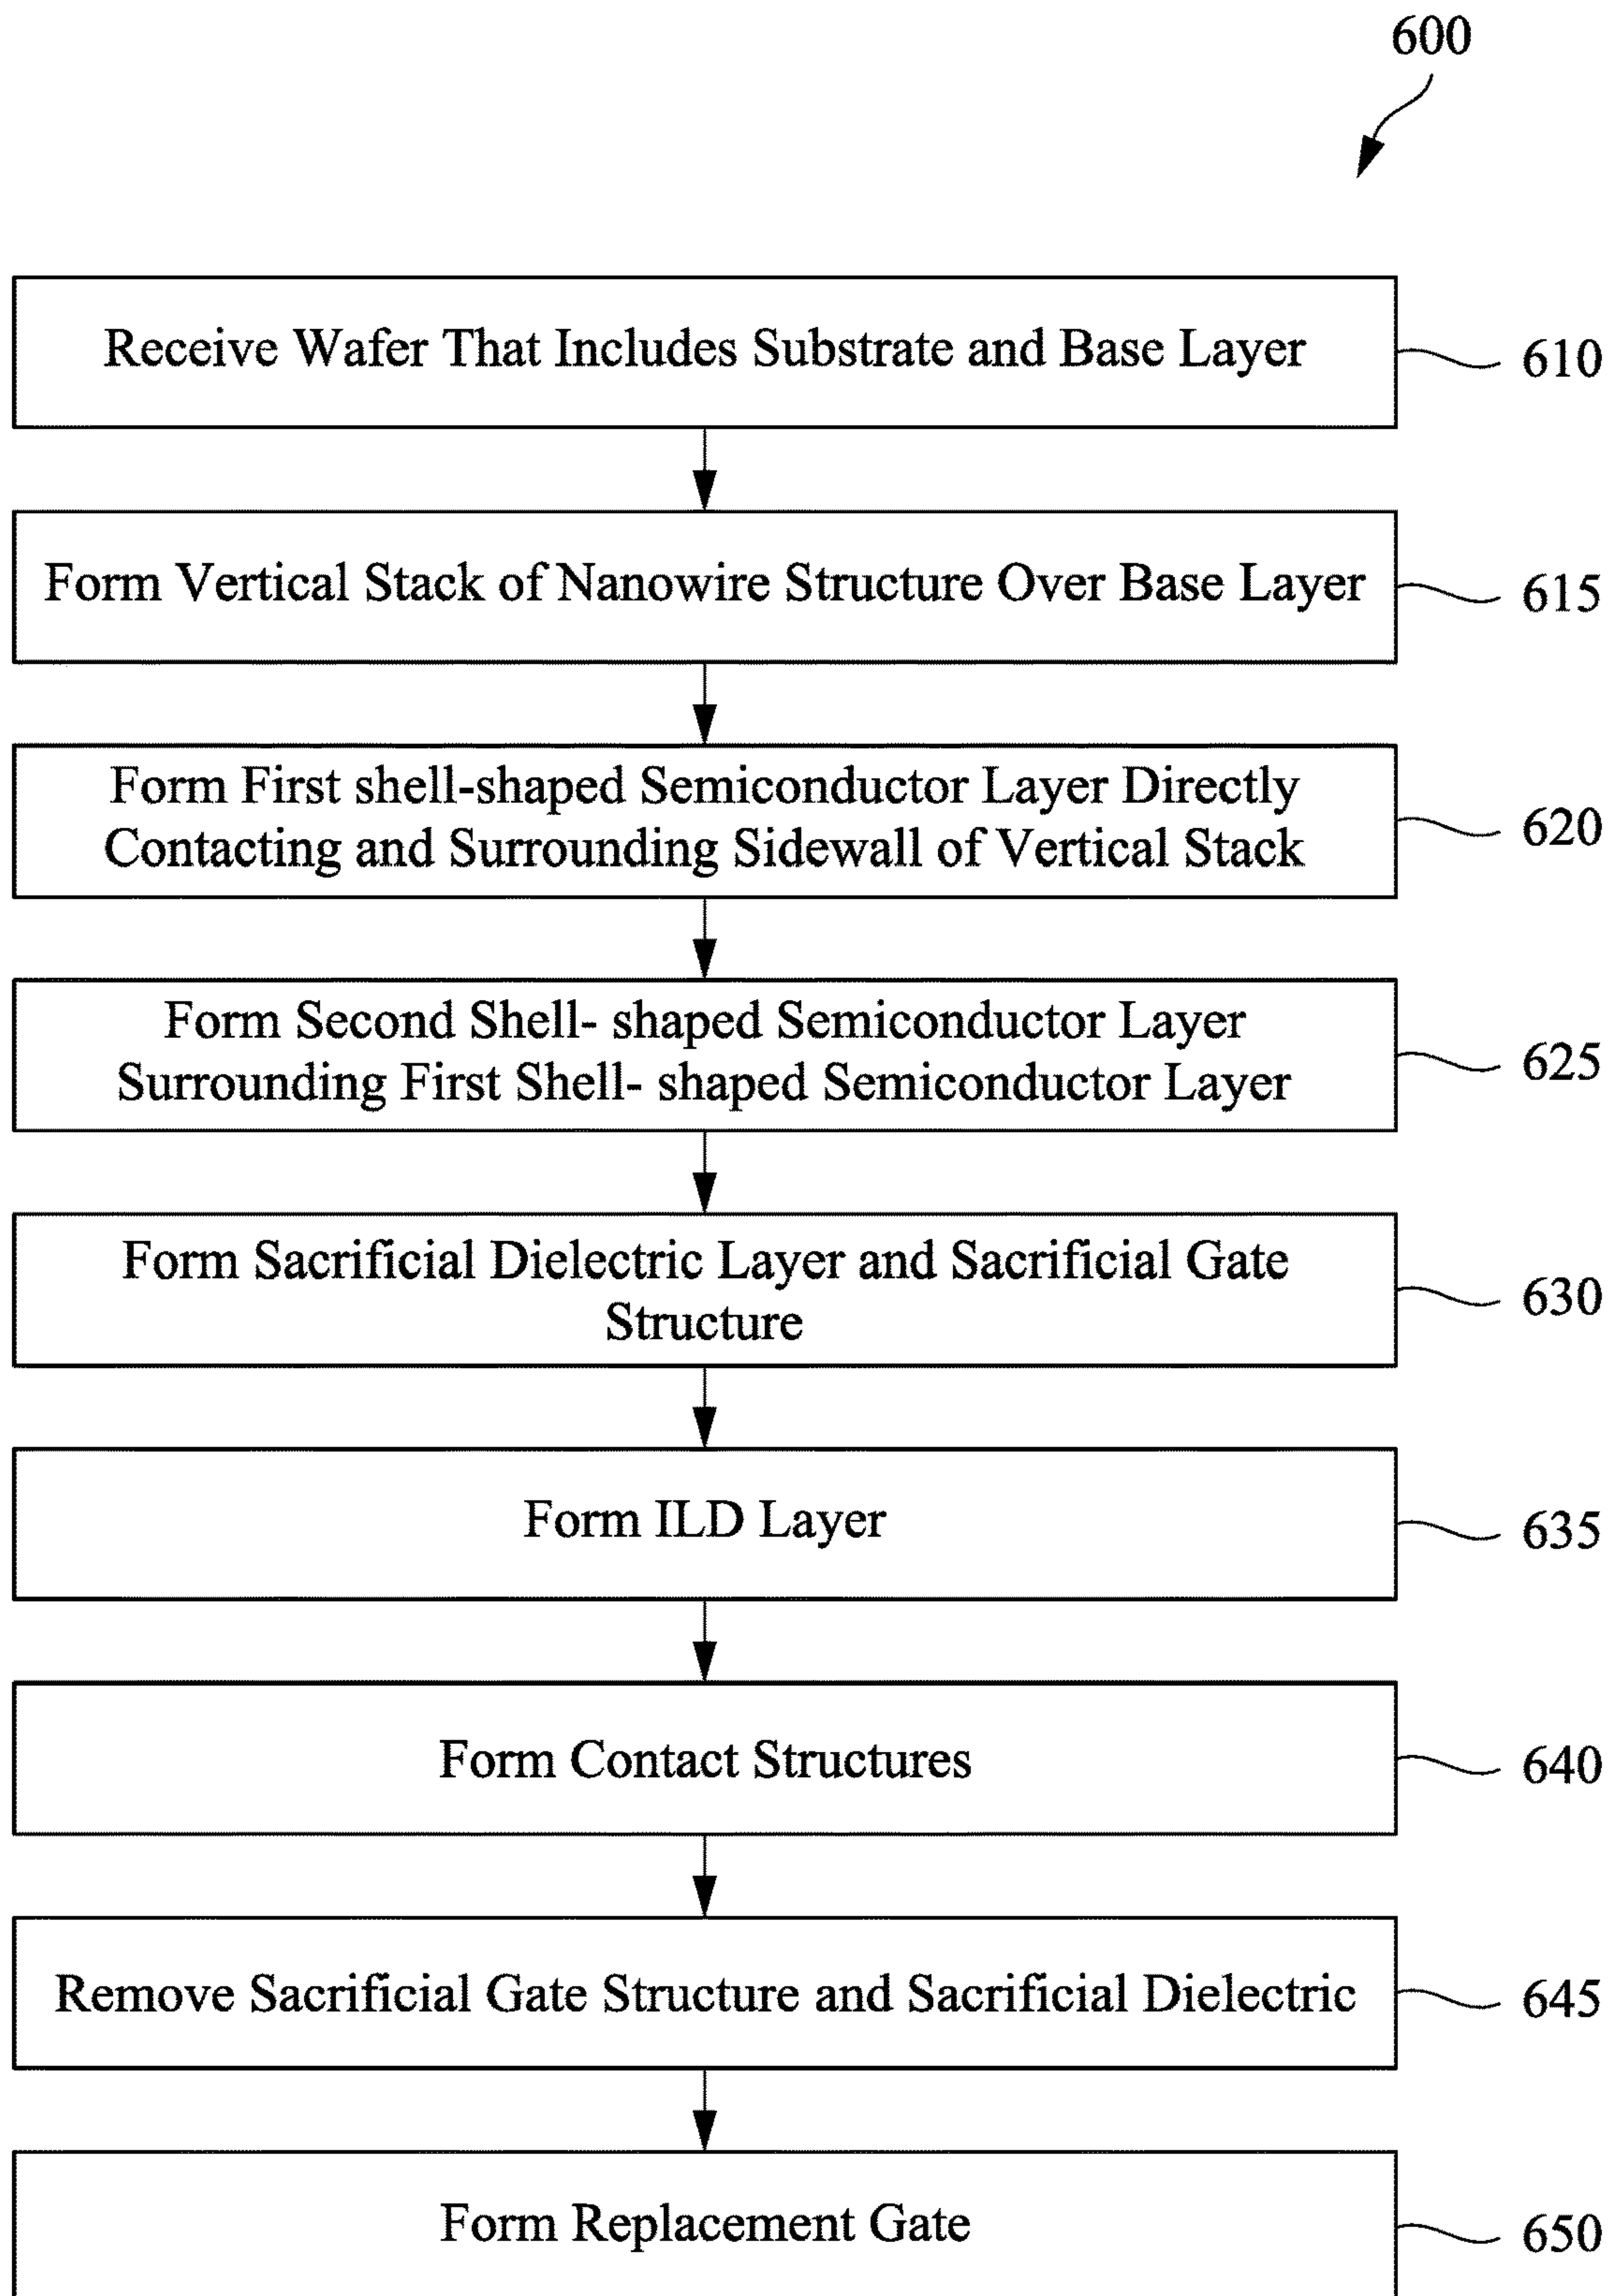 600
Receive Wafer That Includes Substrate and Base Layer
610
Form Vertical Stack of Nanowire Structure Over Base Layer
615
Form First shell-shaped Semiconductor Layer Directly
Contacting and Surrounding Sidewall of Vertical Stack
620
Form Second Shell- shaped Semiconductor Layer
Surrounding First Shell- shaped Semiconductor Layer
625
Form Sacrificial Dielectric Layer and Sacrificial Gate
Structure
630
Form ILD Layer
635
Form Contact Structures
640
Remove Sacrificial Gate Structure and Sacrificial Dielectric
645
Form Replacement Gate
650